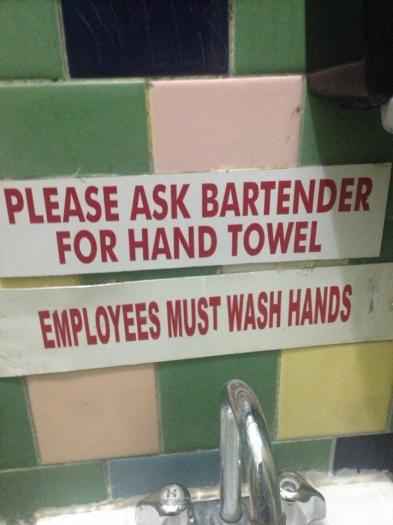 PLEASE ASK BARTENDER
FOR HAND TOWEL
EMPLOYEES MUST WASH HANDS
H